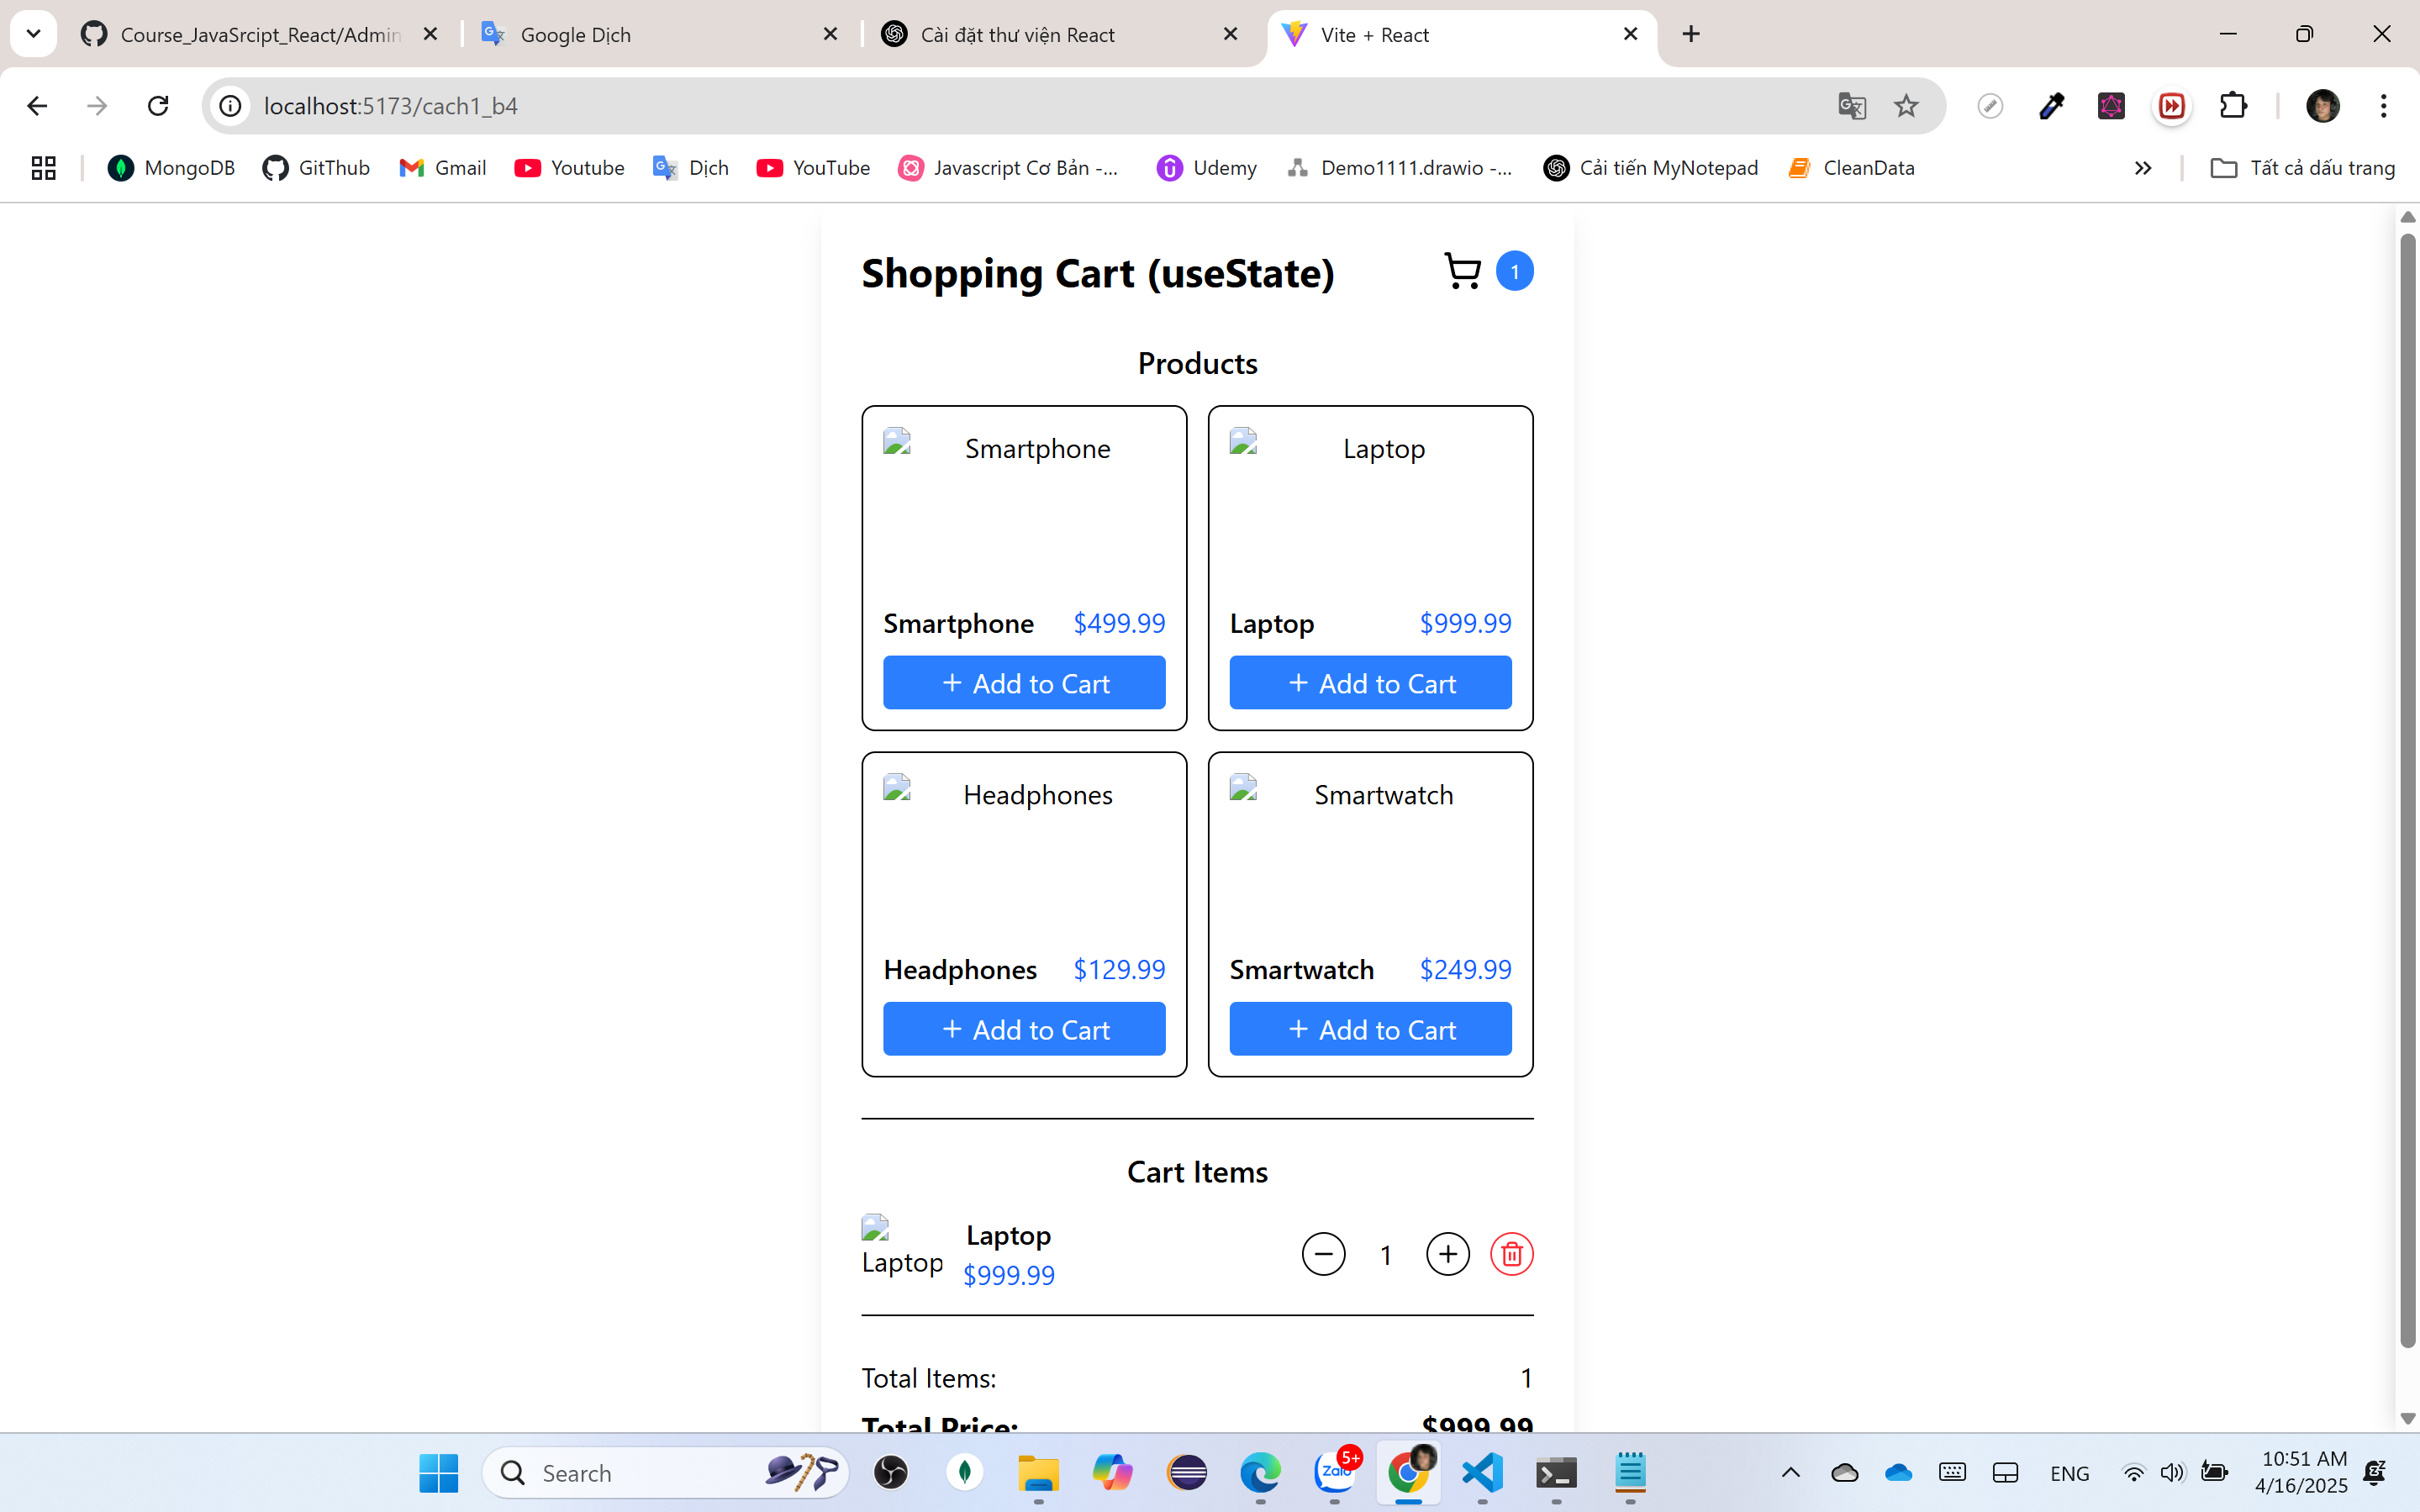 Course_JavaSrcipt_React/Admin
Google Dịch
Cài đặt thư viện React
Vite + React
localhost:5173/cach1_b4
MongoDB
GitThub
Gmail
Youtube
Dịch
YouTube
Javascript Cơ Bản -...
Udemy
Demo1111.drawio -...
Cải tiến MyNotepad
CleanData
Tất cả dấu trang
Shopping Cart (useState)
1
Products
Smartphone
Laptop
Smartphone $499.99
Laptop $999.99
+ Add to Cart
+ Add to Cart
Headphones
Smartwatch
Headphones $129.99
Smartwatch $249.99
+ Add to Cart
+ Add to Cart
Cart Items
Laptop
Laptop
$999.99
1
Total Items: 1
Total Price: $999.99
Search
Zalo
5+
ENG
10:51 AM
4/16/2025